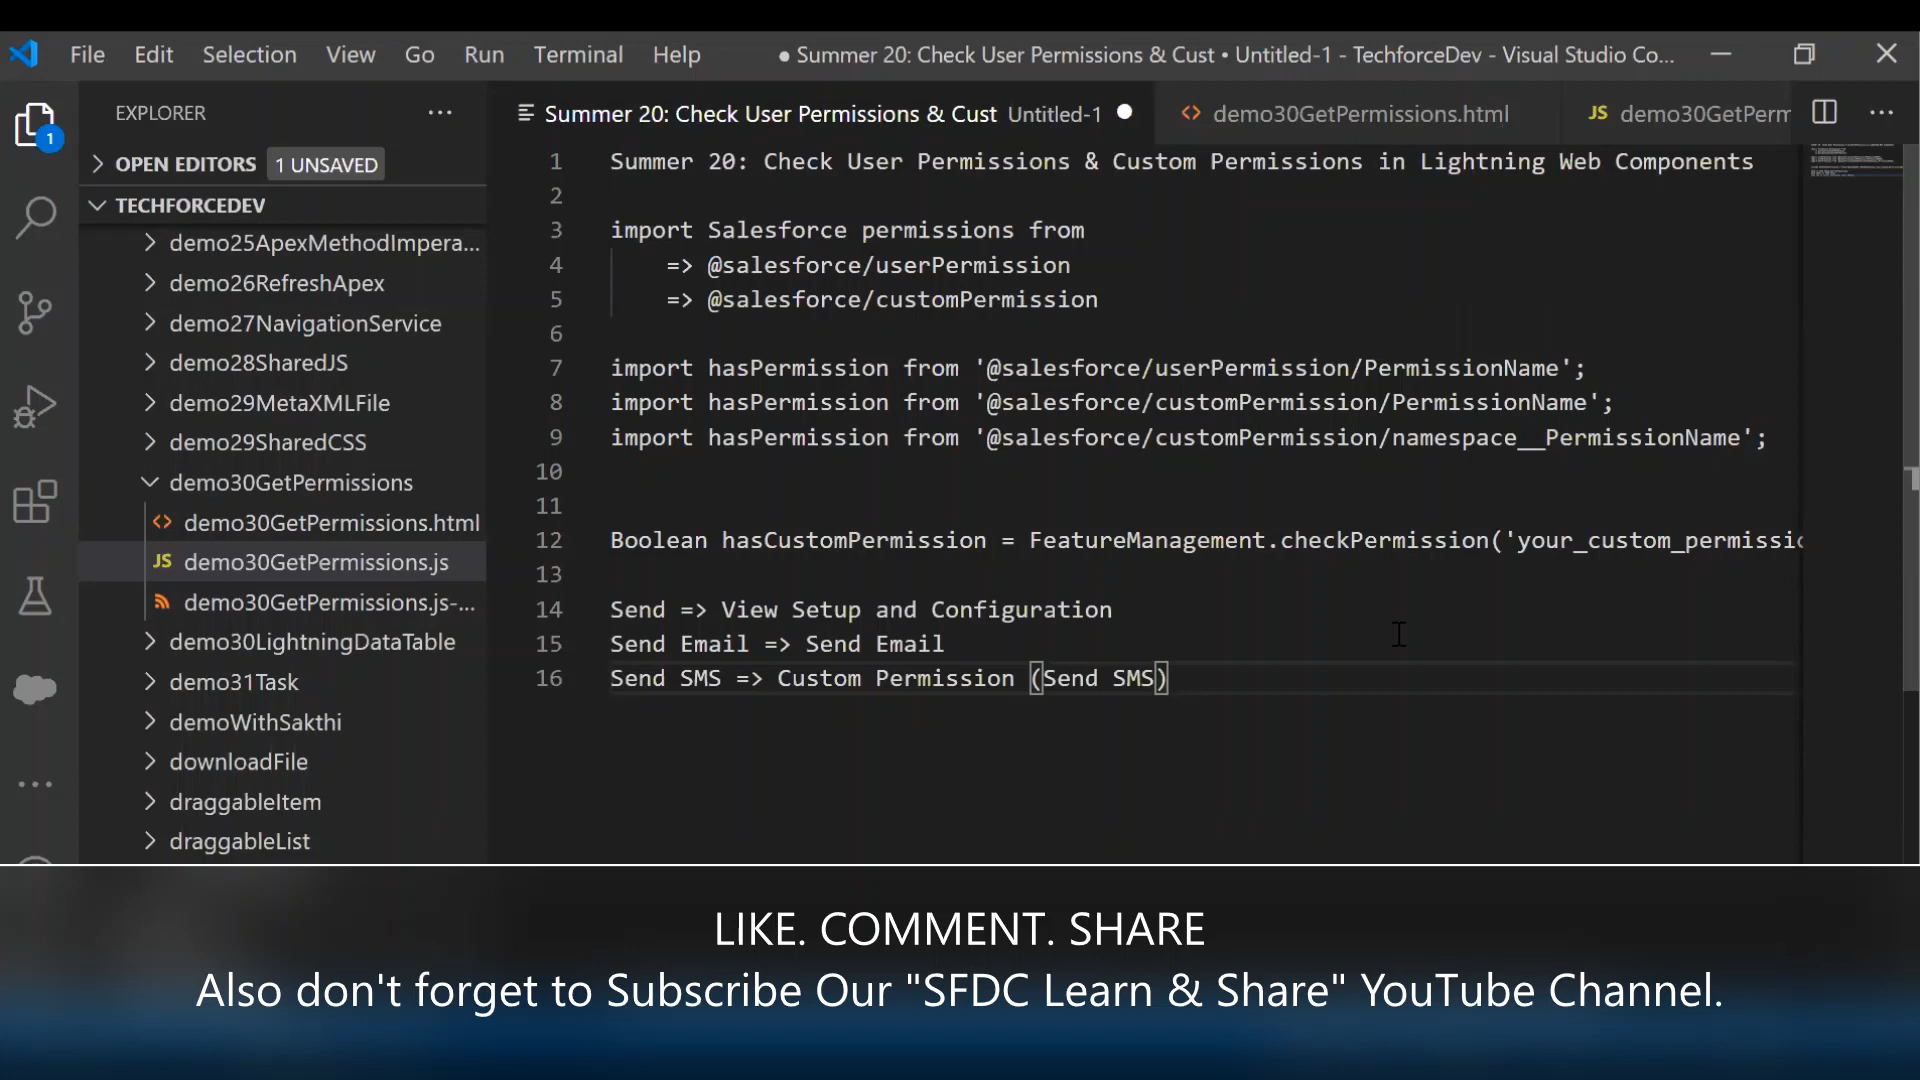 File Edit Selection View Go Run Terminal Help ● Summer 20: Check User Permissions & Cust • Untitled-1 - TechforceDev - Visual Studio Co...
EXPLORER
Summer 20: Check User Permissions & Cust Untitled-1
demo30GetPermissions.html
JS demo30GetPerm
1
OPEN EDITORS 1 UNSAVED
TECHFORCEDEV
demo25ApexMethodImpera...
demo26RefreshApex
demo27NavigationService
demo28SharedJS
demo29MetaXMLFile
demo29SharedCSS
demo30GetPermissions
demo30GetPermissions.html
JS demo30GetPermissions.js
demo30GetPermissions.js-...
demo30LightningDataTable
demo31Task
demoWithSakthi
downloadFile
draggableItem
draggableList
1 Summer 20: Check User Permissions & Custom Permissions in Lightning Web Components
2
3 import Salesforce permissions from
4 => @salesforce/userPermission
5 => @salesforce/customPermission
6
7 import hasPermission from '@salesforce/userPermission/PermissionName';
8 import hasPermission from '@salesforce/customPermission/PermissionName';
9 import hasPermission from '@salesforce/customPermission/namespace__PermissionName';
10
11
12 Boolean hasCustomPermission = FeatureManagement.checkPermission('your_custom_permissic
13
14 Send => View Setup and Configuration
15 Send Email => Send Email
16 Send SMS => Custom Permission (Send SMS)
LIKE. COMMENT. SHARE
Also don't forget to Subscribe Our "SFDC Learn & Share" YouTube Channel.